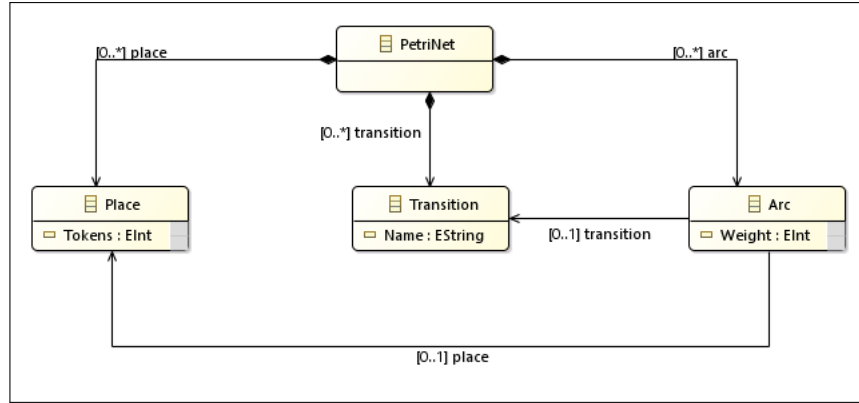 PetriNet
[0..*] place
[0..*] arc
[0..*] transition
Place
Transition
Arc
Tokens : EInt
Name : EString
Weight : EInt
[0..1] transition
[0..1] place